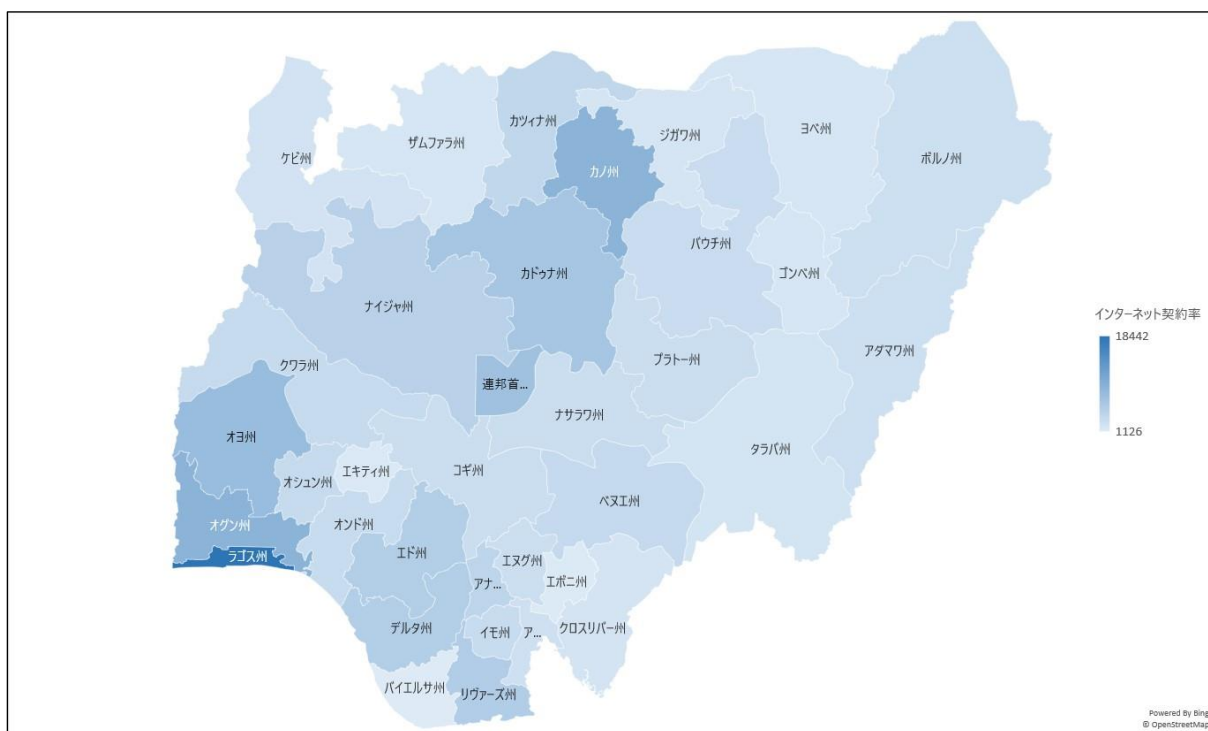 カツィナ州
ヨベ州
ジガワ州
ザムファラ州
ケビ州
カノ州
ボルノ州
バウチ州
ゴンベ州
カドゥナ州
ナイジャ州
インターネット契約率
18442
1126
アダマワ州
プラトー州
クワラ州
連邦首...
ナサラワ州
オヨ州
タラバ州
エキティ州
コギ州
オシュン州
ベヌエ州
オグン州
オンド州
ラゴス州
エド州
エヌグ州
アナ...
エボニ州
デルタ州
イモ州
ア...
クロスリバー州
バイエルサ州
リヴァーズ州
Powered By Bing
© OpenStreetMap